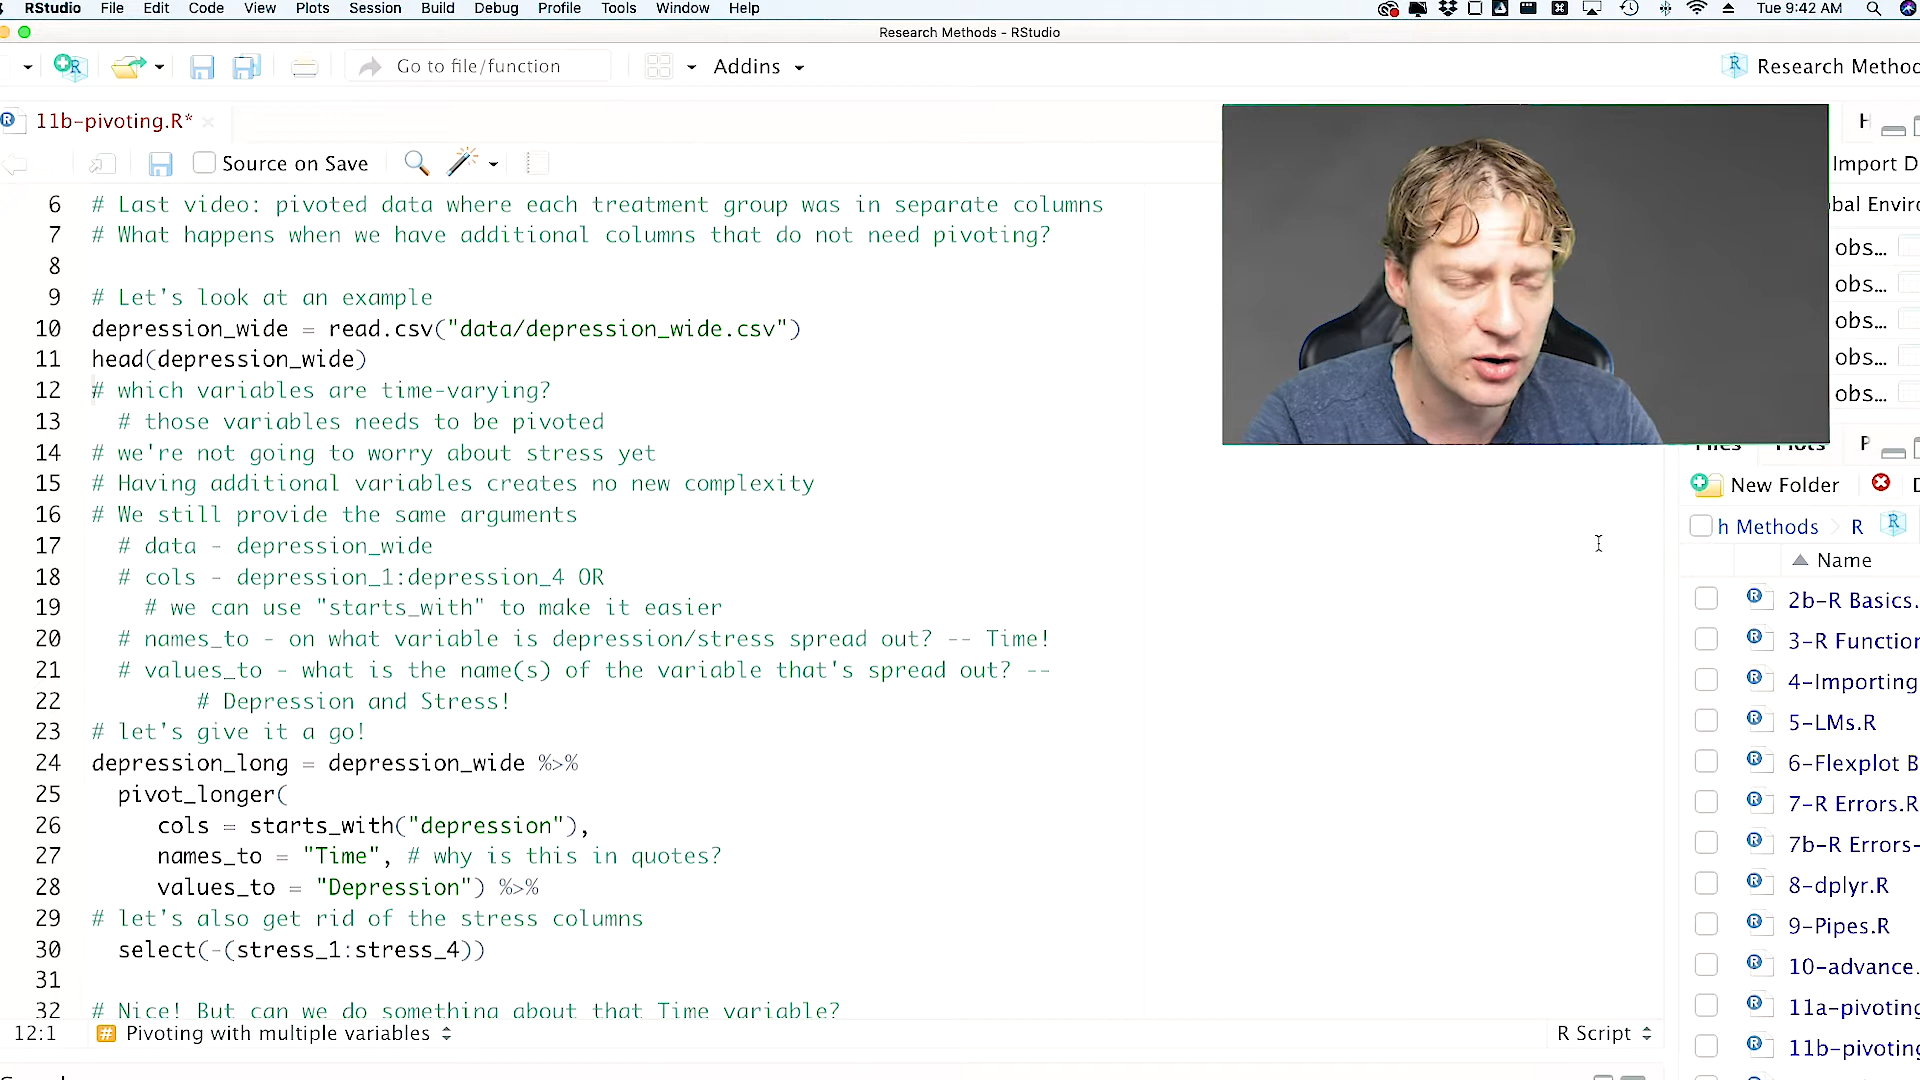 RStudio File Edit Code View Plots Session Build Debug Profile Tools Window Help Tue 9:42 AM
Research Methods - RStudio
Go to file/function Addins Research Method
11b-pivoting.R*
Source on Save
Import D
obal Enviro
obs...
obs...
obs...
obs...
obs...
6 # Last video: pivoted data where each treatment group was in separate columns
7 # What happens when we have additional columns that do not need pivoting?
8
9 # Let's look at an example
10 depression_wide = read.csv("data/depression_wide.csv")
11 head(depression_wide)
12 # which variables are time-varying?
13 # those variables needs to be pivoted
14 # we're not going to worry about stress yet
15 # Having additional variables creates no new complexity
16 # We still provide the same arguments
17 # data - depression_wide
18 # cols - depression_1:depression_4 OR
19 # we can use "starts_with" to make it easier
20 # names_to - on what variable is depression/stress spread out? -- Time!
21 # values_to - what is the name(s) of the variable that's spread out? --
22 # Depression and Stress!
23 # let's give it a go!
24 depression_long = depression_wide %>%
25 pivot_longer(
26 cols = starts_with("depression"),
27 names_to = "Time", # why is this in quotes?
28 values_to = "Depression") %>%
29 # let's also get rid of the stress columns
30 select(-(stress_1:stress_4))
31
32 # Nice! But can we do something about that Time variable?
12:1 Pivoting with multiple variables R Script
Files Plots P
New Folder D
h Methods R
Name
2b-R Basics.
3-R Function
4-Importing
5-LMs.R
6-Flexplot B
7-R Errors.R
7b-R Errors-
8-dplyr.R
9-Pipes.R
10-advance.
11a-pivoting
11b-pivoting